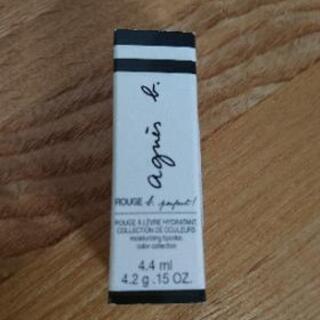 agnès b.
ROUGE b. parfait!
ROUGE À LÈVRE HYDRATANT
COLLECTION DE COULEURS
moisturizing lipsticks
color collection
4.4 ml
4.2 g .15 OZ.